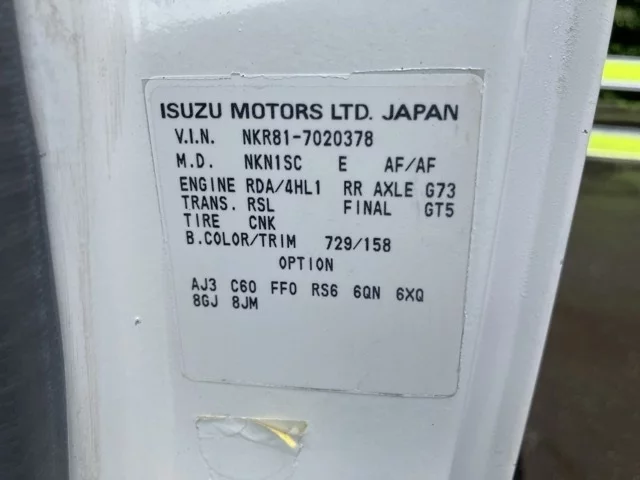 ISUZU MOTORS LTD. JAPAN
V.I.N. NKR81-7020378
M.D. NKN1SC E AF/AF
ENGINE RDA/4HL1 RR AXLE G73
TRANS. RSL FINAL GT5
TIRE CNK
B.COLOR/TRIM 729/158
OPTION
AJ3 C60 FF0 RS6 6QN 6XQ
8GJ 8JM